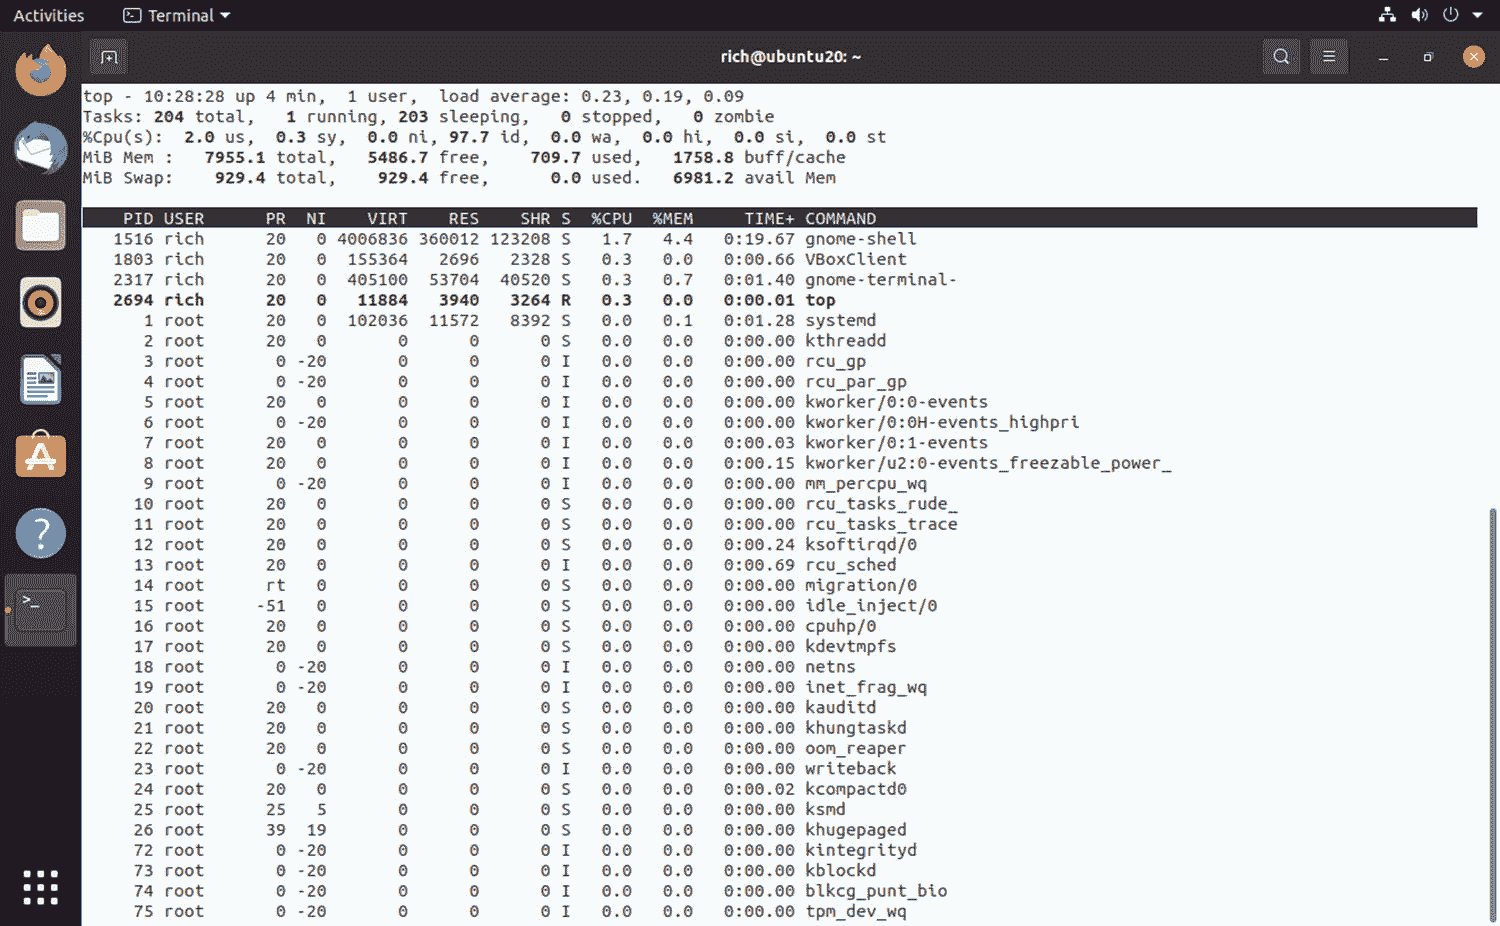 Activities Terminal
rich@ubuntu20: ~
top - 10:28:28 up 4 min,  1 user,  load average: 0.23, 0.19, 0.09
Tasks: 204 total,   1 running, 203 sleeping,   0 stopped,   0 zombie
%Cpu(s):  2.0 us,  0.3 sy,  0.0 ni, 97.7 id,  0.0 wa,  0.0 hi,  0.0 si,  0.0 st
MiB Mem :   7955.1 total,   5486.7 free,    709.7 used,   1758.8 buff/cache
MiB Swap:    929.4 total,    929.4 free,      0.0 used.   6981.2 avail Mem
PID USER PR NI VIRT RES SHR S %CPU %MEM TIME+ COMMAND
1516 rich 20 0 4006836 360012 123208 S 1.7 4.4 0:19.67 gnome-shell
1803 rich 20 0 155364 2696 2328 S 0.3 0.0 0:00.66 VBoxClient
2317 rich 20 0 405100 53704 40520 S 0.3 0.7 0:01.40 gnome-terminal-
2694 rich 20 0 11884 3940 3264 R 0.3 0.0 0:00.01 top
1 root 20 0 102036 11572 8392 S 0.0 0.1 0:01.28 systemd
2 root 20 0 0 0 0 S 0.0 0.0 0:00.00 kthreadd
3 root 0 -20 0 0 0 I 0.0 0.0 0:00.00 rcu_gp
4 root 0 -20 0 0 0 I 0.0 0.0 0:00.00 rcu_par_gp
5 root 20 0 0 0 0 I 0.0 0.0 0:00.00 kworker/0:0-events
6 root 0 -20 0 0 0 I 0.0 0.0 0:00.00 kworker/0:0H-events_highpri
7 root 20 0 0 0 0 I 0.0 0.0 0:00.03 kworker/0:1-events
8 root 20 0 0 0 0 I 0.0 0.0 0:00.15 kworker/u2:0-events_freezable_power_
9 root 0 -20 0 0 0 I 0.0 0.0 0:00.00 mm_percpu_wq
10 root 20 0 0 0 0 S 0.0 0.0 0:00.00 rcu_tasks_rude_
11 root 20 0 0 0 0 S 0.0 0.0 0:00.00 rcu_tasks_trace
12 root 20 0 0 0 0 S 0.0 0.0 0:00.24 ksoftirqd/0
13 root 20 0 0 0 0 I 0.0 0.0 0:00.69 rcu_sched
14 root rt 0 0 0 0 S 0.0 0.0 0:00.00 migration/0
15 root -51 0 0 0 0 S 0.0 0.0 0:00.00 idle_inject/0
16 root 20 0 0 0 0 S 0.0 0.0 0:00.00 cpuhp/0
17 root 20 0 0 0 0 S 0.0 0.0 0:00.00 kdevtmpfs
18 root 0 -20 0 0 0 I 0.0 0.0 0:00.00 netns
19 root 0 -20 0 0 0 I 0.0 0.0 0:00.00 inet_frag_wq
20 root 20 0 0 0 0 S 0.0 0.0 0:00.00 kauditd
21 root 20 0 0 0 0 S 0.0 0.0 0:00.00 khungtaskd
22 root 20 0 0 0 0 S 0.0 0.0 0:00.00 oom_reaper
23 root 0 -20 0 0 0 I 0.0 0.0 0:00.00 writeback
24 root 20 0 0 0 0 S 0.0 0.0 0:00.02 kcompactd0
25 root 25 5 0 0 0 S 0.0 0.0 0:00.00 ksmd
26 root 39 19 0 0 0 S 0.0 0.0 0:00.00 khugepaged
72 root 0 -20 0 0 0 I 0.0 0.0 0:00.00 kintegrityd
73 root 0 -20 0 0 0 I 0.0 0.0 0:00.00 kblockd
74 root 0 -20 0 0 0 I 0.0 0.0 0:00.00 blkcg_punt_bio
75 root 0 -20 0 0 0 I 0.0 0.0 0:00.00 tpm_dev_wq